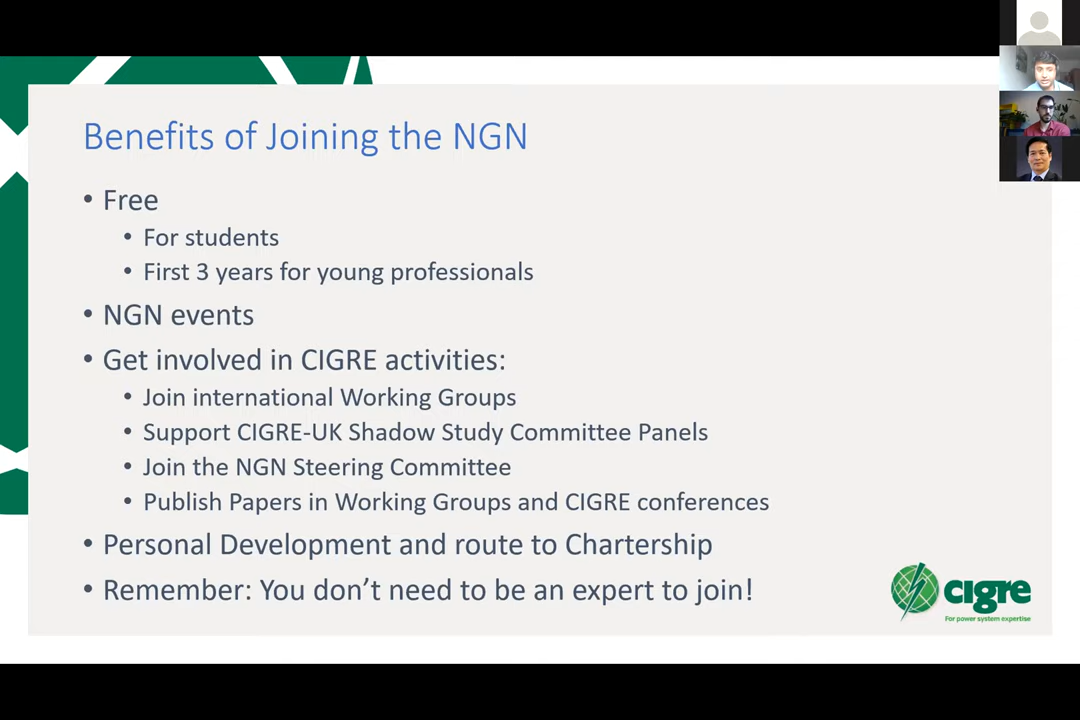 Benefits of Joining the NGN
• Free
• For students
• First 3 years for young professionals
• NGN events
• Get involved in CIGRE activities:
• Join international Working Groups
• Support CIGRE-UK Shadow Study Committee Panels
• Join the NGN Steering Committee
• Publish Papers in Working Groups and CIGRE conferences
• Personal Development and route to Chartership
• Remember: You don’t need to be an expert to join!
cigre
For power system expertise